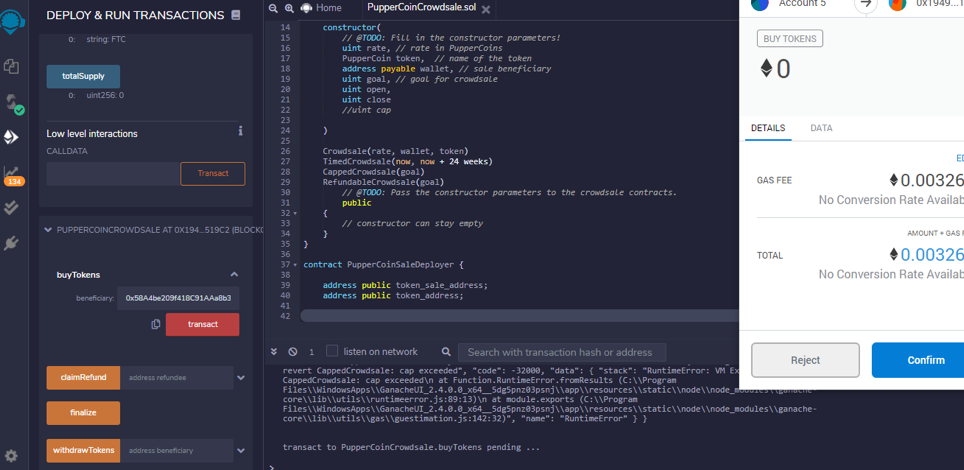 DEPLOY & RUN TRANSACTIONS
0: string: FTC
totalSupply
0: uint256: 0
Low level interactions
i
CALLDATA
Transact
134
PUPPERCOINCROWDSALE AT 0X194...519C2 (BLOCKC
buyTokens
beneficiary: 0x58A4be209f418C91AAa8b3
transact
claimRefund address refundee
finalize
withdrawTokens address beneficiary
Home PupperCoinCrowdsale.sol
14 constructor(
15 // @TODO: Fill in the constructor parameters!
16 uint rate, // rate in PupperCoins
17 PupperCoin token, // name of the token
18 address payable wallet, // sale beneficiary
19 uint goal, // goal for crowdsale
20 uint open,
21 uint close
22 //uint cap
23
24 )
25
26 Crowdsale(rate, wallet, token)
27 TimedCrowdsale(now, now + 24 weeks)
28 CappedCrowdsale(goal)
29 RefundableCrowdsale(goal)
30 // @TODO: Pass the constructor parameters to the crowdsale contracts.
31 public
32 {
33 // constructor can stay empty
34 }
35 }
36
37 contract PupperCoinSaleDeployer {
38
39 address public token_sale_address;
40 address public token_address;
41
42
1 listen on network Search with transaction hash or address
revert CappedCrowdsale: cap exceeded", "code": -32000, "data": { "stack": "RuntimeError: VM Ex
CappedCrowdsale: cap exceeded\n at Function.RuntimeError.fromResults (C:\\Program
Files\\WindowsApps\\GanacheUI_2.4.0.0_x64__5dg5pnz03psnj\\app\\resources\\static\\node\\node_modules\\ganache-
core\\lib\\utils\\runtimeerror.js:89:13)\n at module.exports (C:\\Program
Files\\WindowsApps\\GanacheUI_2.4.0.0_x64__5dg5pnz03psnj\\app\\resources\\static\\node\\node_modules\\ganache-
core\\lib\\utils\\gas\\guestimation.js:142:32)", "name": "RuntimeError" } }
transact to PupperCoinCrowdsale.buyTokens pending ...
>
Account 5 0x1949...1
BUY TOKENS
0
DETAILS DATA
ED
GAS FEE 0.00326
No Conversion Rate Availab
AMOUNT + GAS F
TOTAL 0.00326
No Conversion Rate Availab
Reject Confirm